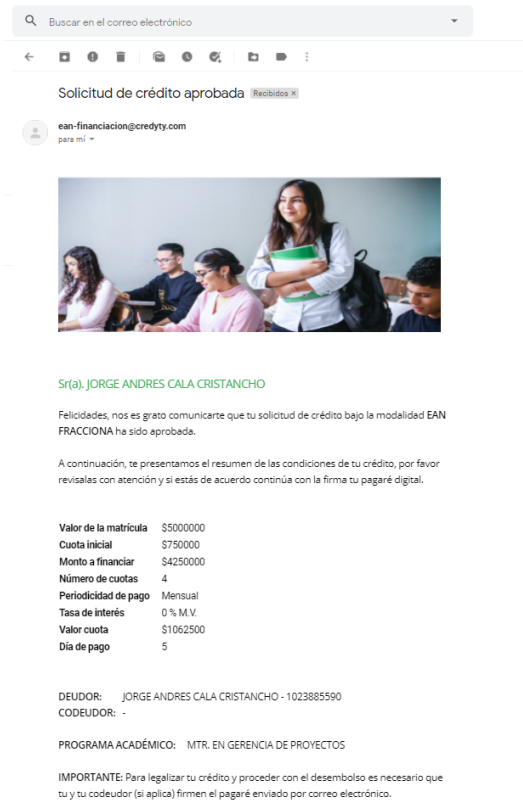 Buscar en el correo electrónico
Solicitud de crédito aprobada Recibidos ×
ean-financiacion@credyty.com
para mí
Sr(a). JORGE ANDRES CALA CRISTANCHO
Felicidades, nos es grato comunicarte que tu solicitud de crédito bajo la modalidad EAN
FRACCIONA ha sido aprobada.
A continuación, te presentamos el resumen de las condiciones de tu crédito, por favor
revisalas con atención y si estás de acuerdo continúa con la firma tu pagaré digital.
Valor de la matrícula $5000000
Cuota inicial $750000
Monto a financiar $4250000
Número de cuotas 4
Periodicidad de pago Mensual
Tasa de interés 0 % M.V.
Valor cuota $1062500
Día de pago 5
DEUDOR: JORGE ANDRES CALA CRISTANCHO - 1023885590
CODEUDOR: -
PROGRAMA ACADÉMICO: MTR. EN GERENCIA DE PROYECTOS
IMPORTANTE: Para legalizar tu crédito y proceder con el desembolso es necesario que
tu y tu codeudor (si aplica) firmen el pagaré enviado por correo electrónico.